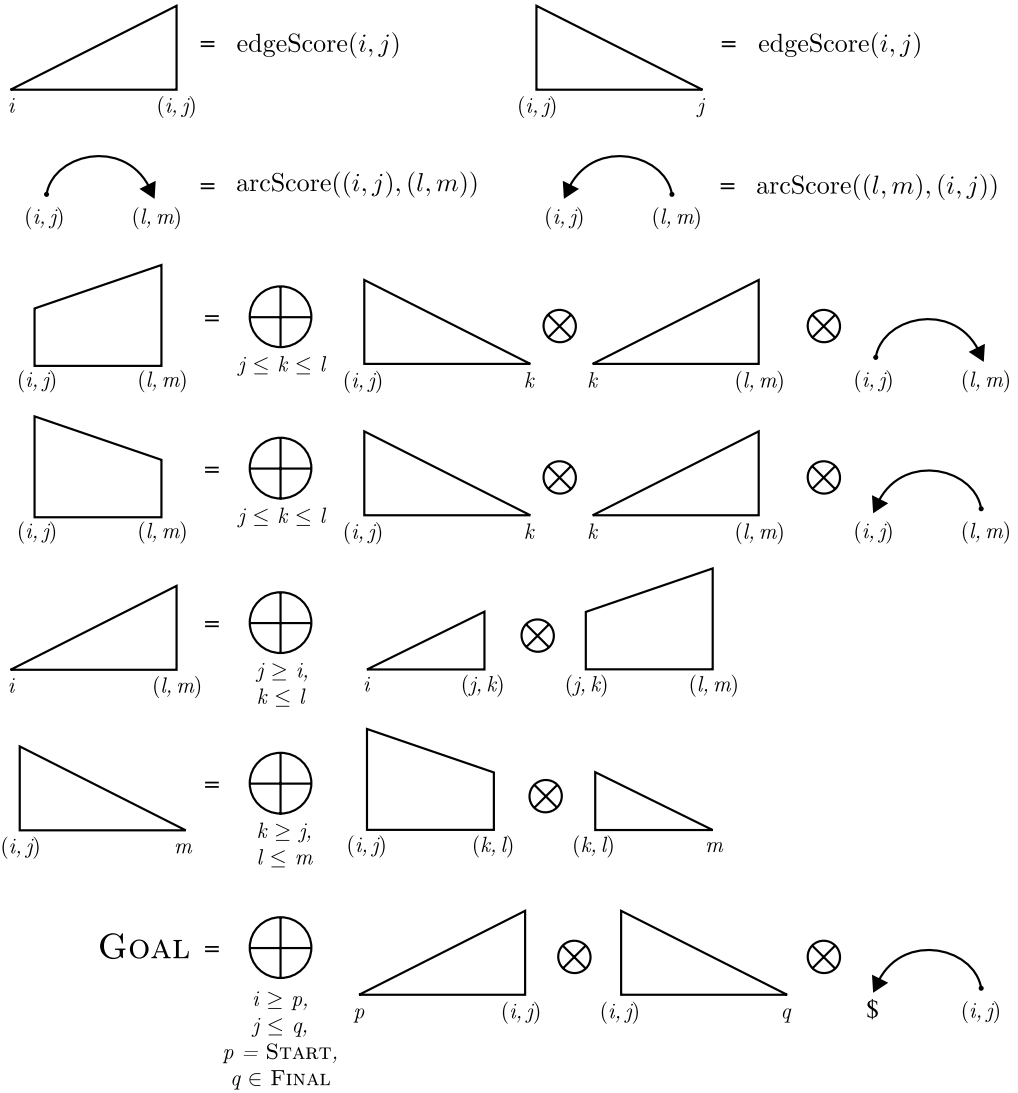 = edgeScore(i, j) = edgeScore(i, j)
i (i, j) (i, j) j
= arcScore((i, j), (l, m)) = arcScore((l, m), (i, j))
(i, j) (l, m) (i, j) (l, m)
= ⊕ ⊗ ⊗
j ≤ k ≤ l
(i, j) (l, m) (i, j) k k (l, m) (i, j) (l, m)
= ⊕ ⊗ ⊗
j ≤ k ≤ l
(i, j) (l, m) (i, j) k k (l, m) (i, j) (l, m)
= ⊕ ⊗
j ≥ i,
i (l, m) i (j, k) (j, k) (l, m)
k ≤ l
= ⊕ ⊗
k ≥ j,
(i, j) m (i, j) (k, l) (k, l) m
l ≤ m
GOAL = ⊕ ⊗ ⊗
i ≥ p,
p (i, j) (i, j) q $ (i, j)
j ≤ q,
p = START,
q ∈ FINAL